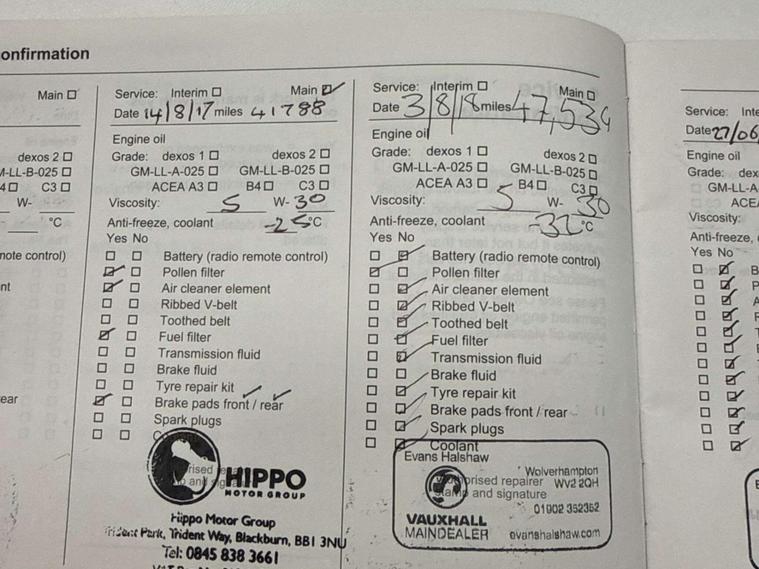 onfirmation
Main
dexos 2
M-LL-B-025
C3
W-
°C
note control)
nt
ear
Service: Interim Main
Date 14/8/17 miles 41788
Engine oil
Grade: dexos 1 dexos 2
GM-LL-A-025 GM-LL-B-025
ACEA A3 B4 C3
Viscosity: 5 W- 30
Anti-freeze, coolant -25°C
Yes No
Battery (radio remote control)
Pollen filter
Air cleaner element
Ribbed V-belt
Toothed belt
Fuel filter
Transmission fluid
Brake fluid
Tyre repair kit
Brake pads front / rear
Spark plugs
HIPPO
MOTOR GROUP
Hippo Motor Group
Trident Park, Trident Way, Blackburn, BB1 3NU
Tel: 0845 838 3661
Service: Interim Main
Date 3/8/18 miles 47,534
Engine oil
Grade: dexos 1 dexos 2
GM-LL-A-025 GM-LL-B-025
ACEA A3 B4 C3
Viscosity: 5 W- 30
Anti-freeze, coolant -32°C
Yes No
Battery (radio remote control)
Pollen filter
Air cleaner element
Ribbed V-belt
Toothed belt
Fuel filter
Transmission fluid
Brake fluid
Tyre repair kit
Brake pads front / rear
Spark plugs
Coolant
Evans Halshaw
Wolverhampton
orised repairer WV2 2QH
stamp and signature
01902 352352
VAUXHALL
MAINDEALER evanshalshaw.com
Service: Inte
Date 27/06
Engine oil
Grade: dex
GM-LL-A
ACEA
Viscosity:
Anti-freeze,
Yes No